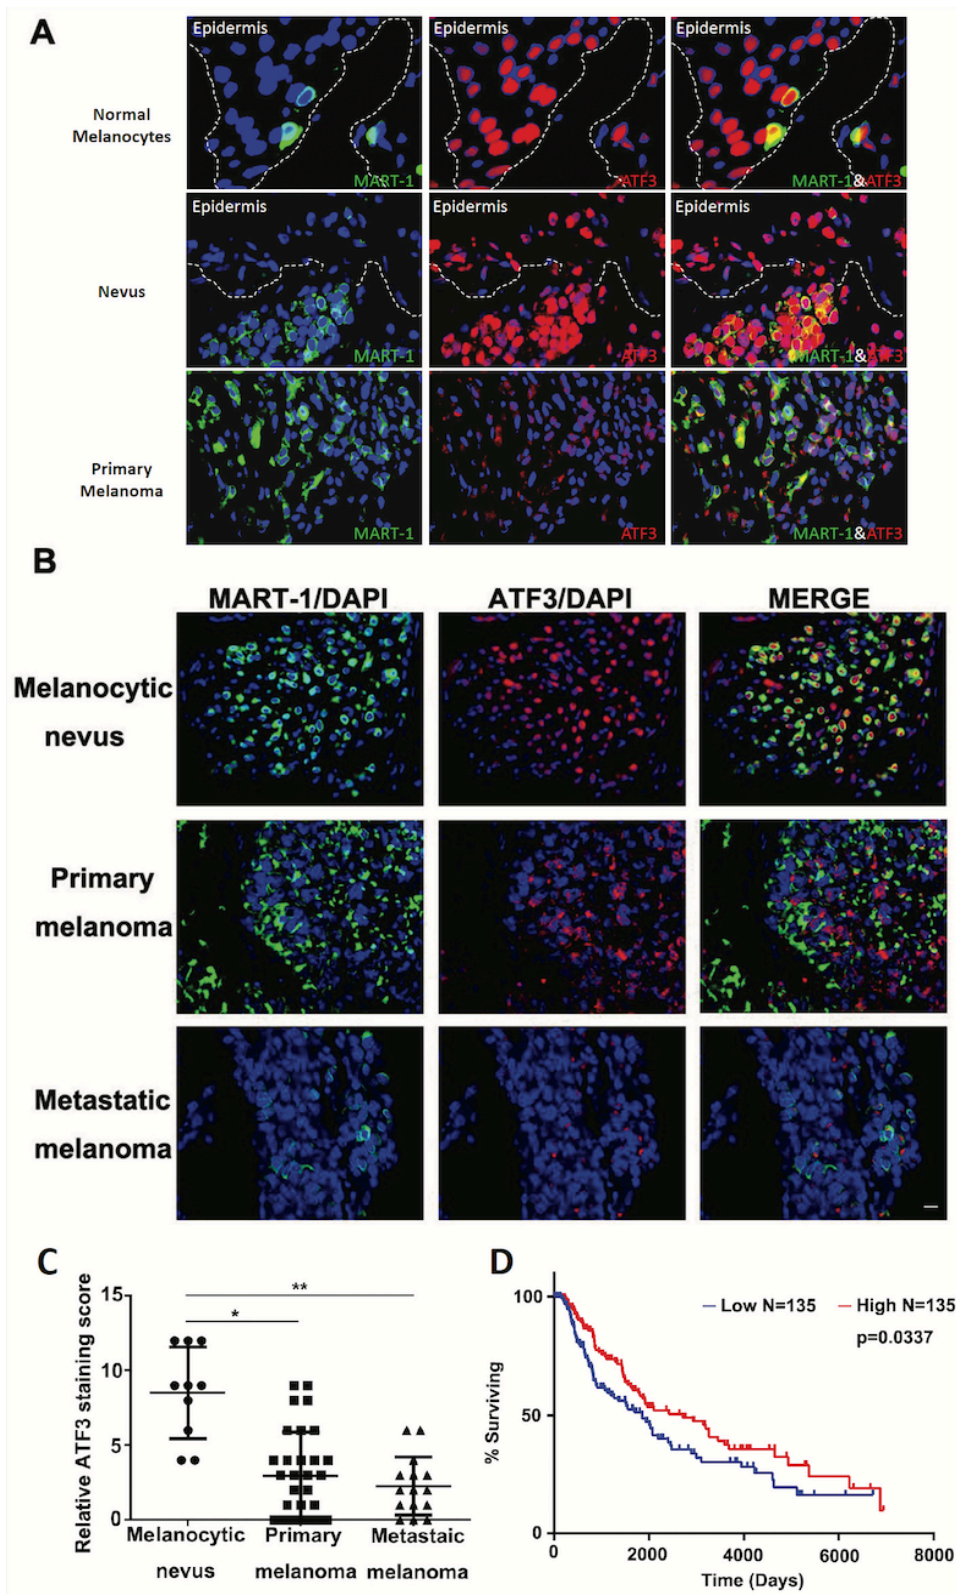 A
Epidermis
Epidermis
Epidermis
Normal
Melanocytes
MART-1
ATF3
MART-1&ATF3
Epidermis
Epidermis
Epidermis
Nevus
MART-1
ATF3
MART-1&ATF3
Primary
Melanoma
MART-1
ATF3
MART-1&ATF3
B
MART-1/DAPI
ATF3/DAPI
MERGE
Melanocytic
nevus
Primary
melanoma
Metastatic
melanoma
C
Relative ATF3 staining score
15
10
5
0
**
*
Melanocytic
nevus
Primary
melanoma
Metastaic
melanoma
D
% Surviving
100
50
0
Low N=135
High N=135
p=0.0337
0
2000
4000
6000
8000
Time (Days)